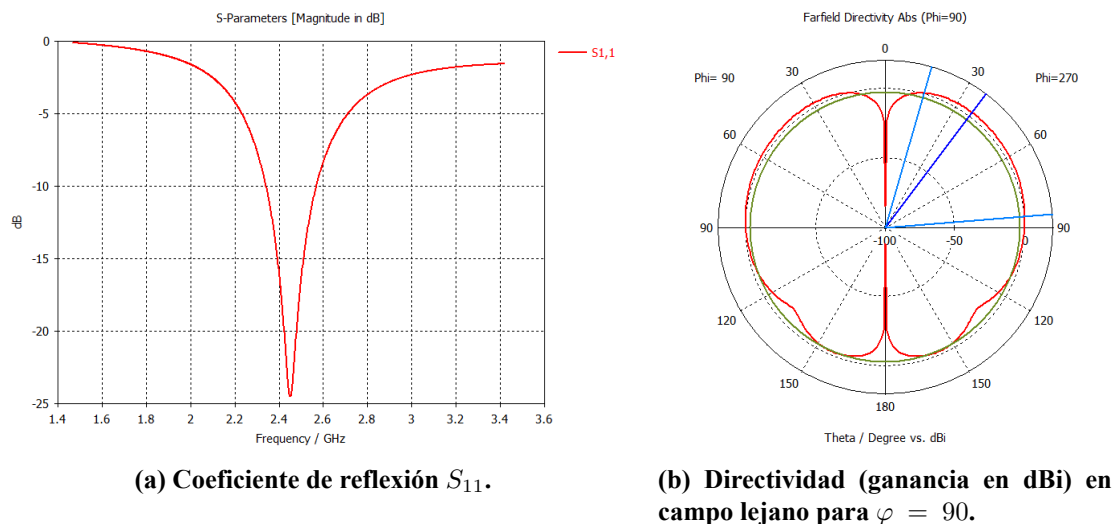 S-Parameters [Magnitude in dB]
0
-5
-10
-15
-20
-25
dB
1.4 1.6 1.8 2 2.2 2.4 2.6 2.8 3 3.2 3.4 3.6
Frequency / GHz
S1,1
(a) Coeficiente de reflexión S11.
Farfield Directivity Abs (Phi=90)
0
Phi= 90 30 30 Phi=270
60 60
90 -100 -50 0 90
120 120
150 150
180
Theta / Degree vs. dBi
(b) Directividad (ganancia en dBi) en
campo lejano para φ = 90.